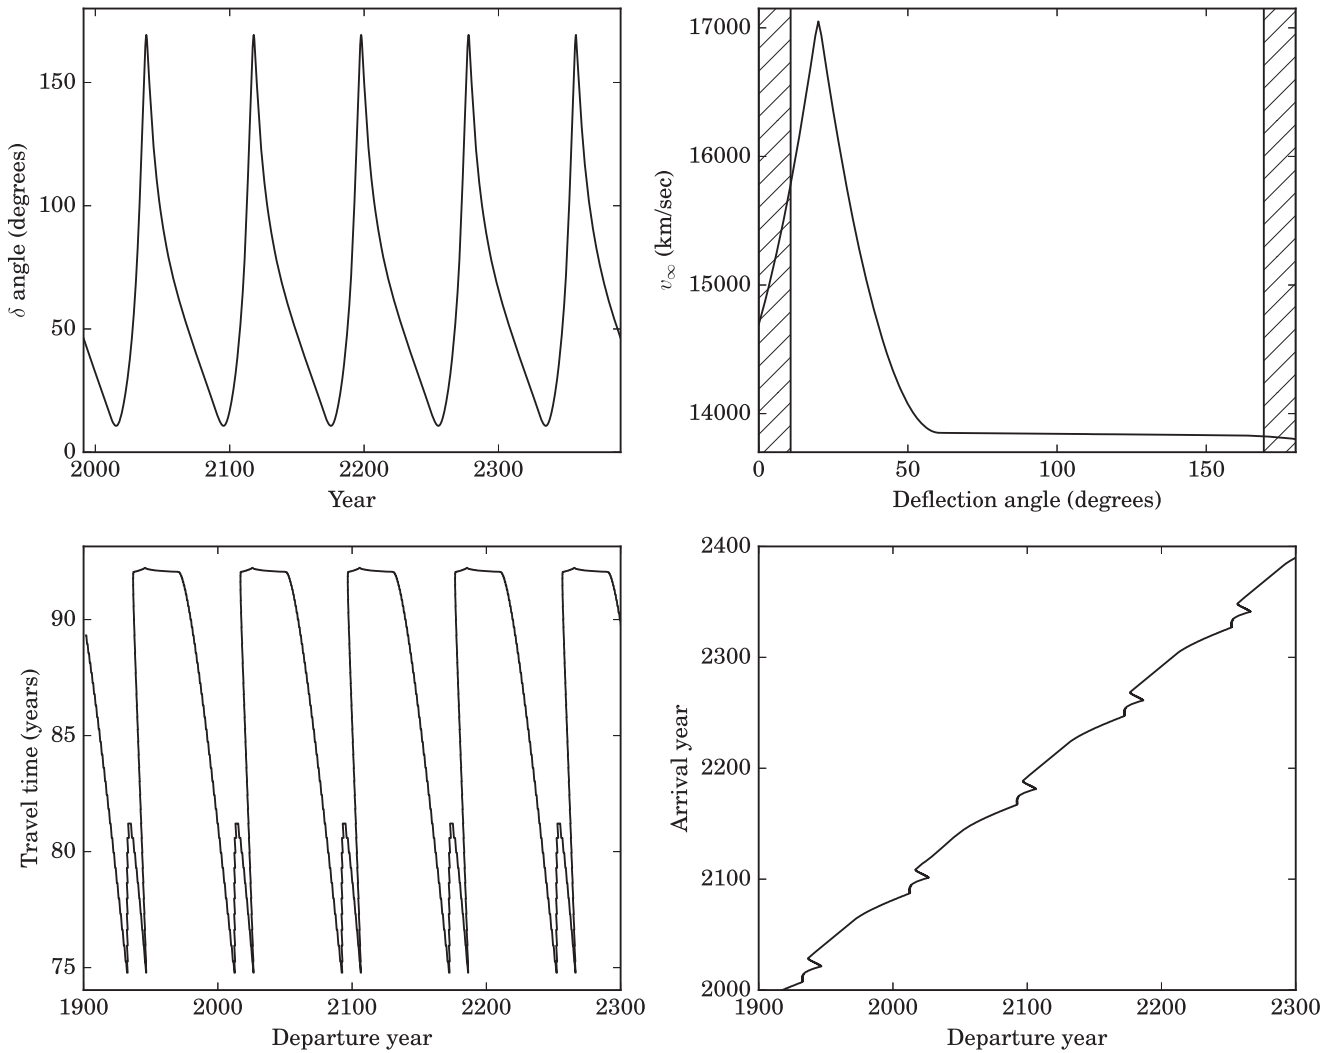 150
100
50
0
δ angle (degrees)
2000 2100 2200 2300
Year
17000
16000
15000
14000
v∞ (km/sec)
0 50 100 150
Deflection angle (degrees)
90
85
80
75
Travel time (years)
1900 2000 2100 2200 2300
Departure year
2400
2300
2200
2100
2000
Arrival year
1900 2000 2100 2200 2300
Departure year